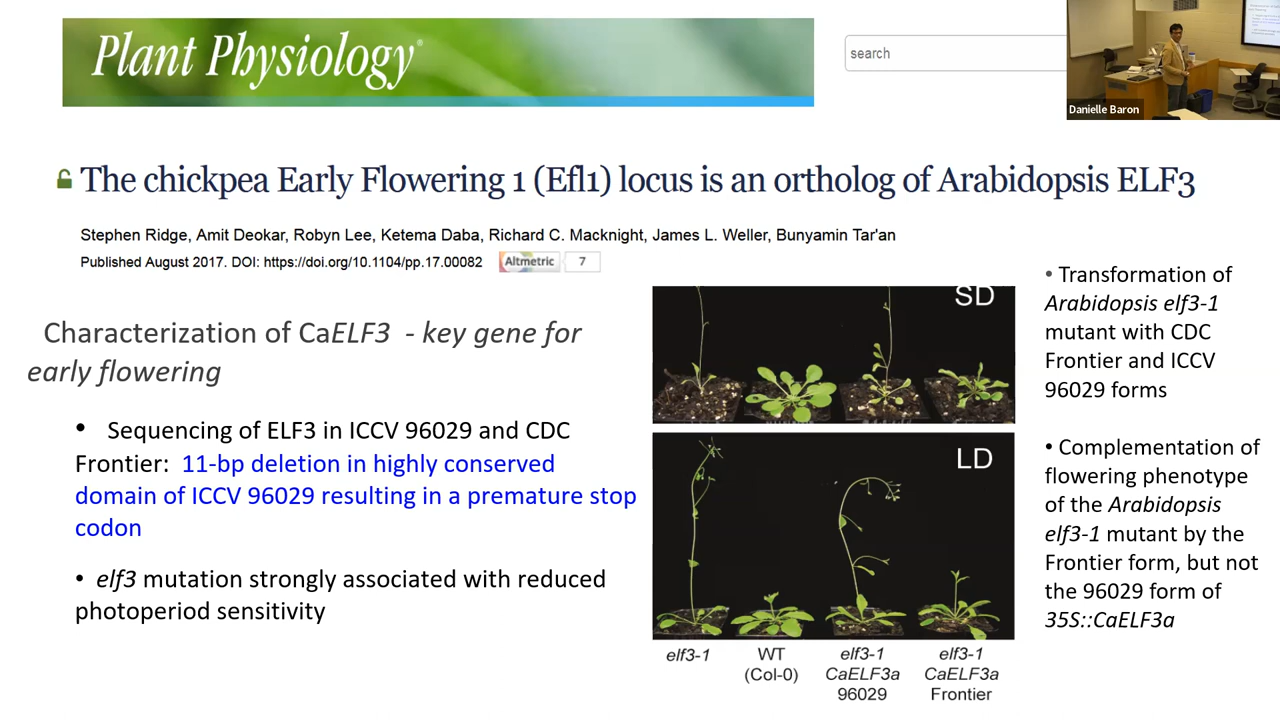 Plant Physiology®
search
Danielle Baron
The chickpea Early Flowering 1 (Efl1) locus is an ortholog of Arabidopsis ELF3
Stephen Ridge, Amit Deokar, Robyn Lee, Ketema Daba, Richard C. Macknight, James L. Weller, Bunyamin Tar'an
Published August 2017. DOI: https://doi.org/10.1104/pp.17.00082
Altmetric 7
Characterization of CaELF3 - key gene for
early flowering
• Sequencing of ELF3 in ICCV 96029 and CDC
Frontier: 11-bp deletion in highly conserved
domain of ICCV 96029 resulting in a premature stop
codon
• elf3 mutation strongly associated with reduced
photoperiod sensitivity
SD
LD
elf3-1
WT
(Col-0)
elf3-1
CaELF3a
96029
elf3-1
CaELF3a
Frontier
• Transformation of
Arabidopsis elf3-1
mutant with CDC
Frontier and ICCV
96029 forms
• Complementation of
flowering phenotype
of the Arabidopsis
elf3-1 mutant by the
Frontier form, but not
the 96029 form of
35S::CaELF3a